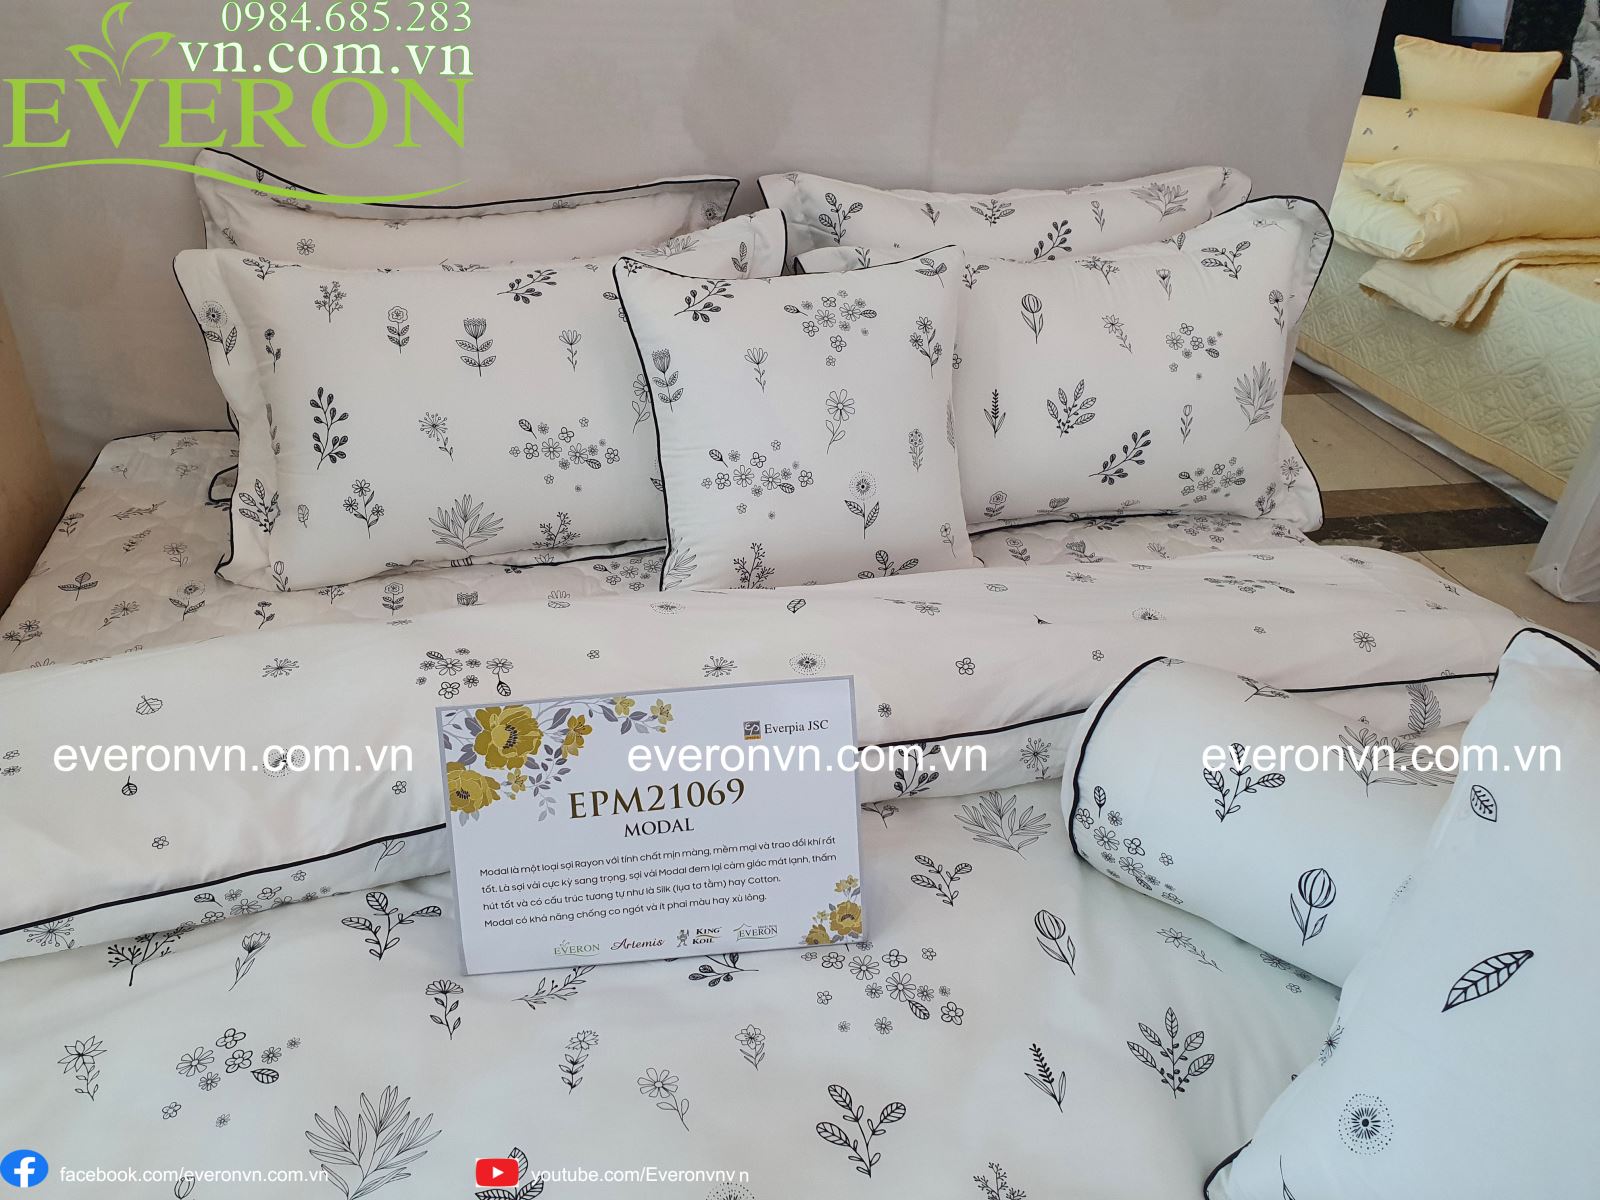 0984.685.283
vn.com.vn
EVERON
everonvn.com.vn
everonvn.com.vn
everonvn.com.vn
Everpia JSC
EPM21069
MODAL
Modal là một loại sợi Rayon với tính chất mịn màng, mềm mại và trao đổi khí rất
tốt. Là sợi vải cực kỳ sang trọng, sợi vải Modal đem lại cảm giác mát lạnh, thấm
hút tốt và có cấu trúc tương tự như là Silk (lụa tơ tằm) hay Cotton.
Modal có khả năng chống co ngót và ít phai màu hay xù lông.
EVERON
Artemis
KING KOIL
EVERON
facebook.com/everonvn.com.vn
youtube.com/Everonvnv n